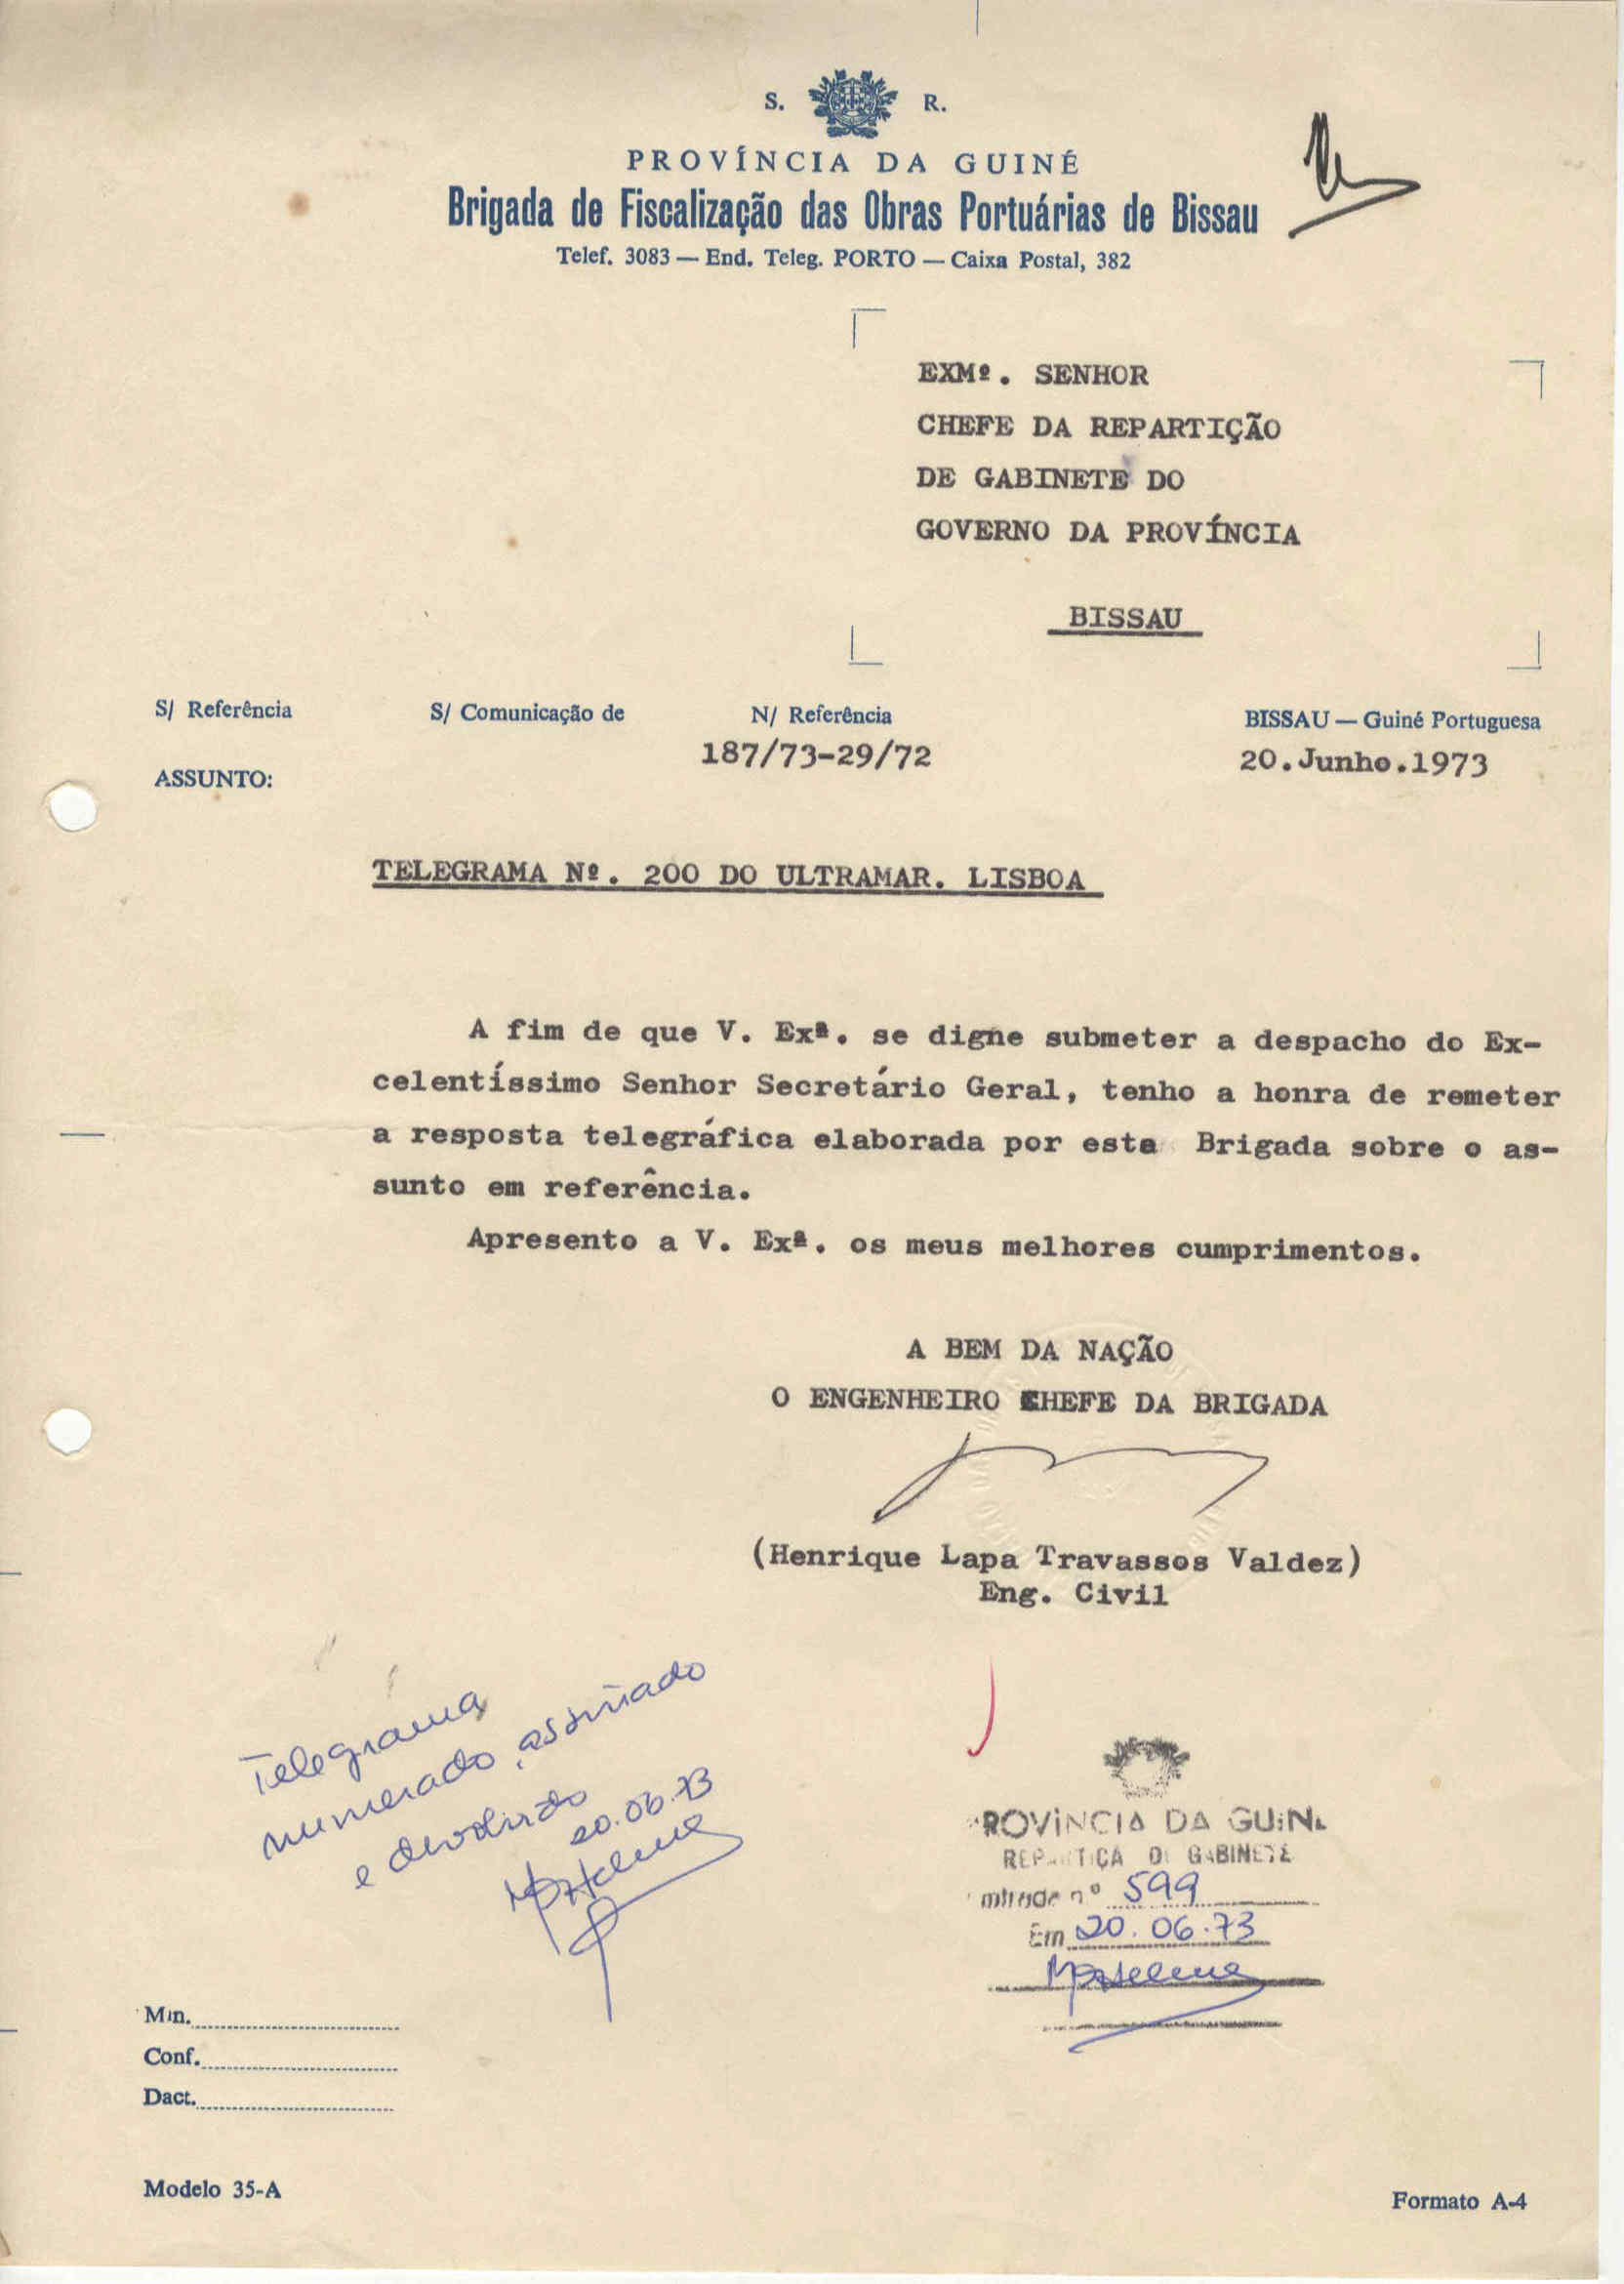 S. R.
PROVÍNCIA DA GUINÉ
Brigada de Fiscalização das Obras Portuárias de Bissau
Telef. 3083 — End. Teleg. PORTO — Caixa Postal, 382
EXMº. SENHOR
CHEFE DA REPARTIÇÃO
DE GABINETE DO
GOVERNO DA PROVÍNCIA
BISSAU
S/ Referência S/ Comunicação de N/ Referência BISSAU — Guiné Portuguesa
187/73-29/72 20.Junho.1973
ASSUNTO:
TELEGRAMA Nº. 200 DO ULTRAMAR. LISBOA
A fim de que V. Exª. se digne submeter a despacho do Ex-
celentíssimo Senhor Secretário Geral, tenho a honra de remeter
a resposta telegráfica elaborada por esta Brigada sobre o as-
sunto em referência.
Apresento a V. Exª. os meus melhores cumprimentos.
A BEM DA NAÇÃO
O ENGENHEIRO CHEFE DA BRIGADA
(Henrique Lapa Travassos Valdez)
Eng. Civil
Telegrama
numerado, assinado
e devolvido
20.06.73
PROVÍNCIA DA GUINÉ
REPARTIÇÃO DE GABINETE
Entrada nº 599
Em 20.06.73
Min.
Conf.
Dact.
Modelo 35-A Formato A-4